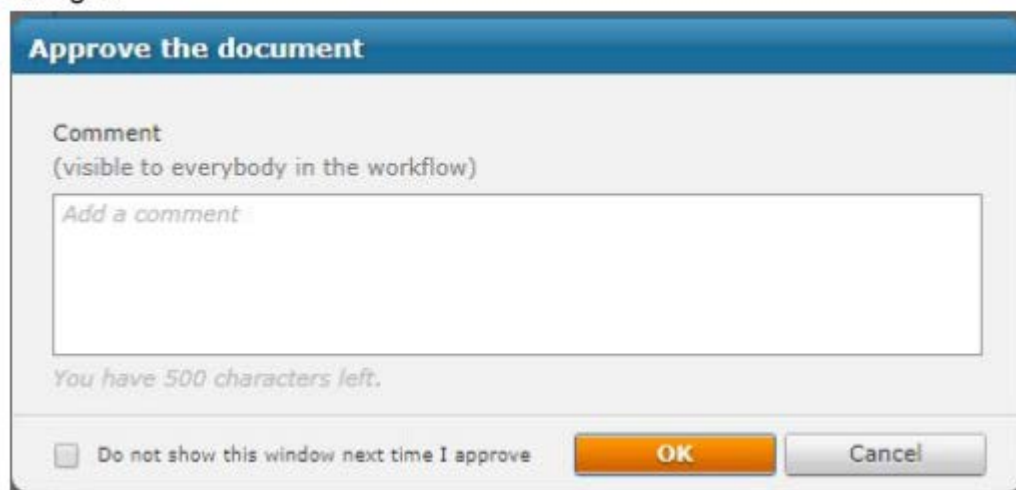 Approve the document
Comment
(visible to everybody in the workflow)
Add a comment
You have 500 characters left.
Do not show this window next time I approve OK Cancel